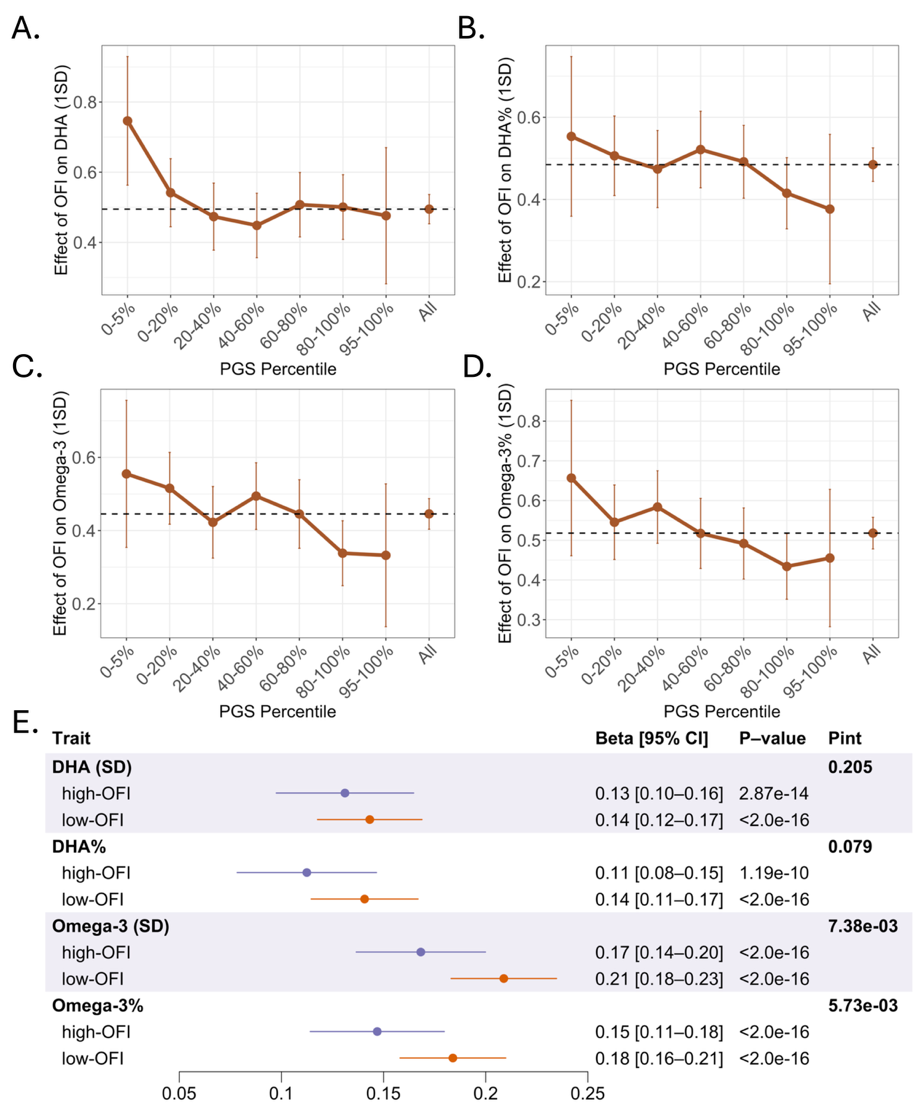 A.
Effect of OFI on DHA (1SD)
0.8
0.6
0.4
0-5%
0-20%
20-40%
40-60%
60-80%
80-100%
95-100%
All
PGS Percentile
B.
Effect of OFI on DHA% (1SD)
0.6
0.4
0.2
0-5%
0-20%
20-40%
40-60%
60-80%
80-100%
95-100%
All
PGS Percentile
C.
Effect of OFI on Omega-3 (1SD)
0.6
0.4
0.2
0-5%
0-20%
20-40%
40-60%
60-80%
80-100%
95-100%
All
PGS Percentile
D.
Effect of OFI on Omega-3% (1SD)
0.8
0.7
0.6
0.5
0.4
0.3
0-5%
0-20%
20-40%
40-60%
60-80%
80-100%
95-100%
All
PGS Percentile
E.
Trait Beta [95% CI] P–value Pint
DHA (SD) 0.205
high-OFI 0.13 [0.10–0.16] 2.87e-14
low-OFI 0.14 [0.12–0.17] <2.0e-16
DHA% 0.079
high-OFI 0.11 [0.08–0.15] 1.19e-10
low-OFI 0.14 [0.11–0.17] <2.0e-16
Omega-3 (SD) 7.38e-03
high-OFI 0.17 [0.14–0.20] <2.0e-16
low-OFI 0.21 [0.18–0.23] <2.0e-16
Omega-3% 5.73e-03
high-OFI 0.15 [0.11–0.18] <2.0e-16
low-OFI 0.18 [0.16–0.21] <2.0e-16
0.05 0.1 0.15 0.2 0.25